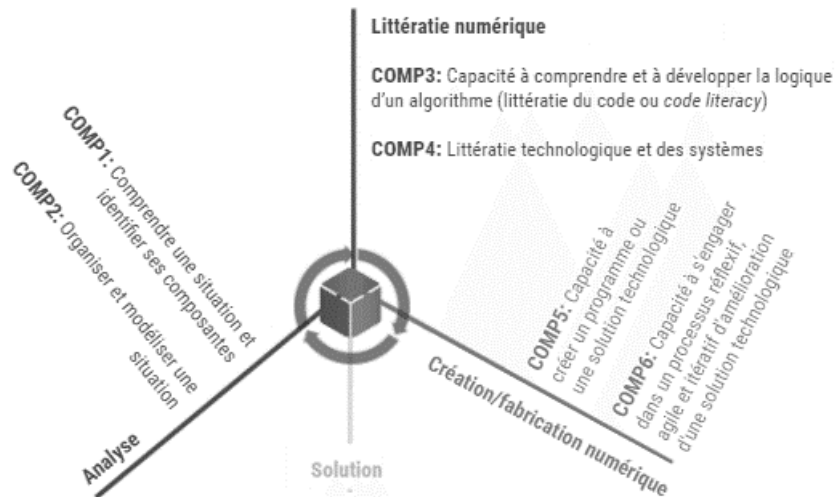 Littératie numérique
COMP3: Capacité à comprendre et à développer la logique
d'un algorithme (littératie du code ou code literacy)
COMP4: Littératie technologique et des systèmes
COMP1: Comprendre une situation et
identifier ses composantes
COMP2: Organiser et modéliser une
situation
Analyse
COMP5: Capacité à
créer un programme ou
une solution technologique
COMP6: Capacité à s'engager
dans un processus réflexif,
agile et itératif d'amélioration
d'une solution technologique
Création/fabrication numérique
Solution